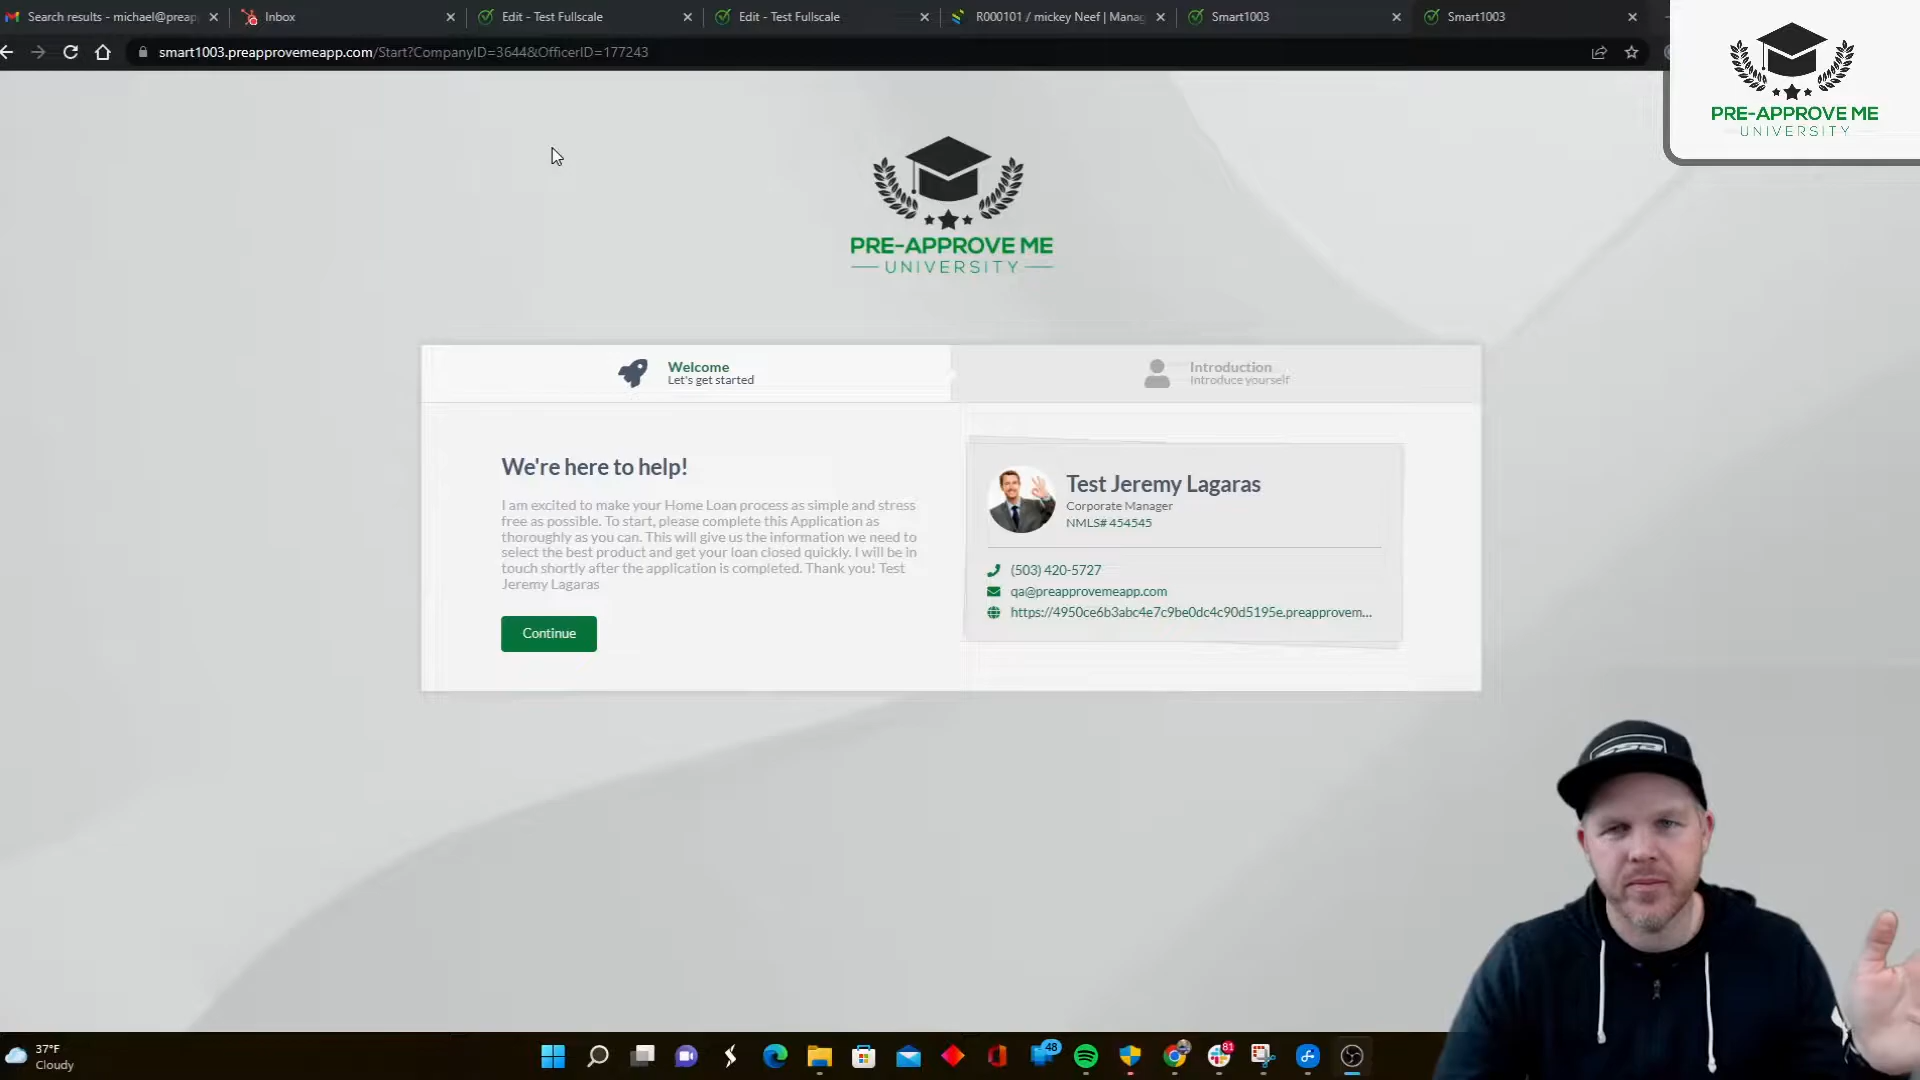 Search results - michael@preap
Inbox
Edit - Test Fullscale
Edit - Test Fullscale
R000101 / mickey Neef | Manag
Smart1003
Smart1003
smart1003.preapprovemeapp.com/Start?CompanyID=3644&OfficerID=177243
PRE-APPROVE ME
UNIVERSITY
PRE-APPROVE ME
UNIVERSITY
Welcome
Let's get started
Introduction
Introduce yourself
We're here to help!
I am excited to make your Home Loan process as simple and stress
free as possible. To start, please complete this Application as
thoroughly as you can. This will give us the information we need to
select the best product and get your loan closed quickly. I will be in
touch shortly after the application is completed. Thank you! Test
Jeremy Lagaras
Continue
Test Jeremy Lagaras
Corporate Manager
NMLS# 454545
(503) 420-5727
qa@preapprovemeapp.com
https://4950ce6b3abc4e7c9be0dc4c90d5195e.preapprovem...
37°F
Cloudy
48
81